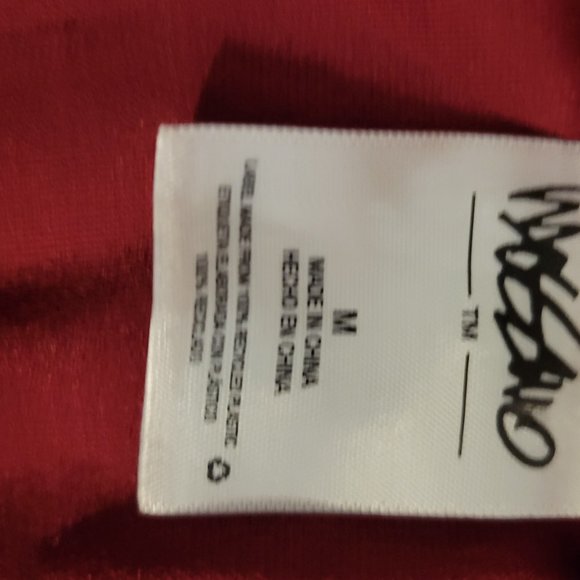 MOSSIMO
TM
M
MADE IN CHINA
HECHO EN CHINA
LABEL MADE FROM 100% RECYCLED PLASTIC
ETIQUETA ELABORADA CON PLÁSTICO
100% RECICLADO